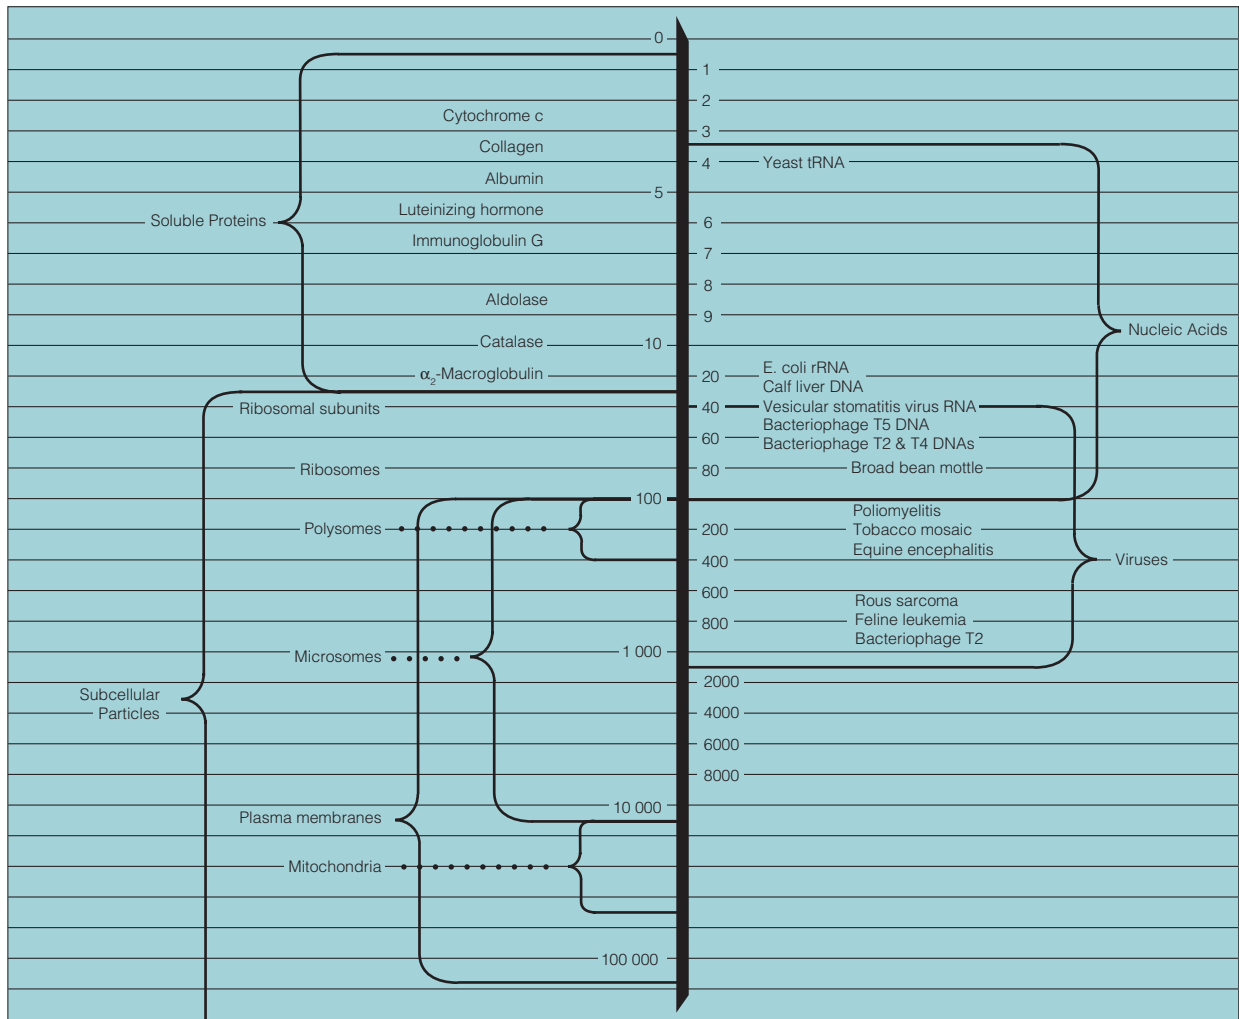 0
1
2
Cytochrome c
3
Collagen
4
Yeast tRNA
Albumin
5
Luteinizing hormone
Soluble Proteins
6
Immunoglobulin G
7
8
Aldolase
9
Nucleic Acids
Catalase
10
E. coli rRNA
α2-Macroglobulin
20
Calf liver DNA
Ribosomal subunits
40
Vesicular stomatitis virus RNA
Bacteriophage T5 DNA
60
Bacteriophage T2 & T4 DNAs
Ribosomes
80
Broad bean mottle
100
Poliomyelitis
Polysomes
200
Tobacco mosaic
Equine encephalitis
400
Viruses
600
Rous sarcoma
Feline leukemia
800
Bacteriophage T2
Microsomes
1 000
2000
Subcellular
Particles
4000
6000
8000
10 000
Plasma membranes
Mitochondria
100 000